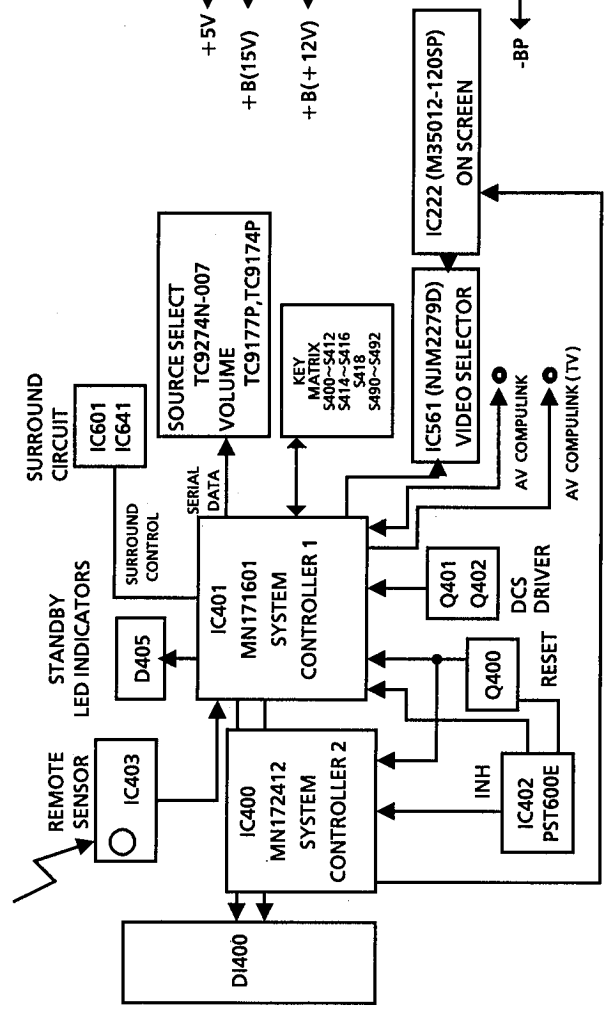 REMOTE
SENSOR
IC403
STANDBY
LED INDICATORS
D405
SURROUND
CIRCUIT
IC601
IC641
SURROUND
CONTROL
SERIAL
DATA
SOURCE SELECT
TC9274N-007
VOLUME
TC9177P,TC9174P
+5V
+B(15V)
+B(+12V)
-BP
DI400
IC400
MN172412
SYSTEM
CONTROLLER 2
IC401
MN171601
SYSTEM
CONTROLLER 1
KEY
MATRIX
S400~S412
S414~S416
S418
S490~S492
IC561 (NJM2279D)
VIDEO SELECTOR
IC222 (M35012-120SP)
ON SCREEN
INH
IC402
PST600E
Q400
RESET
Q401
Q402
DCS
DRIVER
AV COMPULINK
AV COMPULINK (TV)